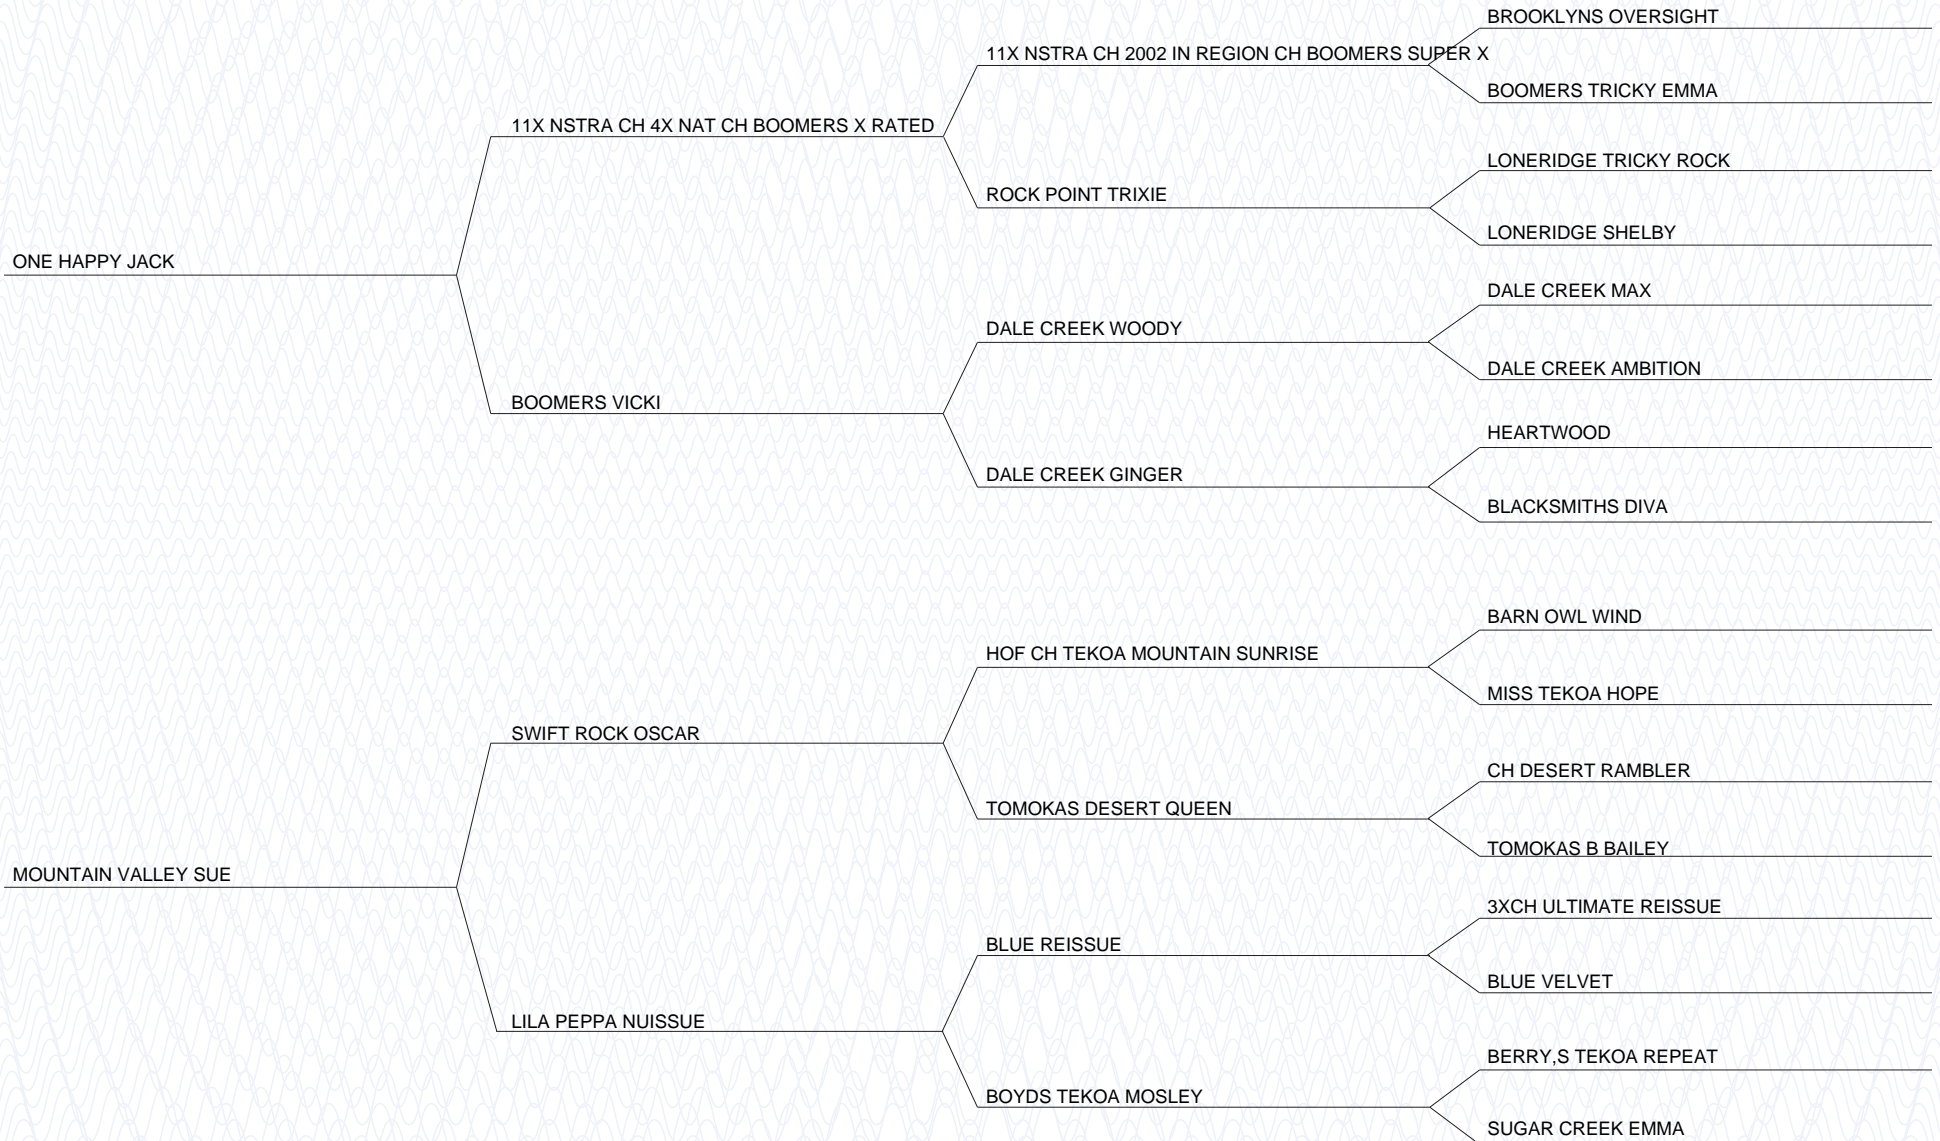 BROOKLYNS OVERSIGHT
11X NSTRA CH 2002 IN REGION CH BOOMERS SUPER X
BOOMERS TRICKY EMMA
11X NSTRA CH 4X NAT CH BOOMERS X RATED
LONERIDGE TRICKY ROCK
ROCK POINT TRIXIE
LONERIDGE SHELBY
ONE HAPPY JACK
DALE CREEK MAX
DALE CREEK WOODY
DALE CREEK AMBITION
BOOMERS VICKI
HEARTWOOD
DALE CREEK GINGER
BLACKSMITHS DIVA
BARN OWL WIND
HOF CH TEKOA MOUNTAIN SUNRISE
MISS TEKOA HOPE
SWIFT ROCK OSCAR
CH DESERT RAMBLER
TOMOKAS DESERT QUEEN
TOMOKAS B BAILEY
MOUNTAIN VALLEY SUE
3XCH ULTIMATE REISSUE
BLUE REISSUE
BLUE VELVET
LILA PEPPA NUISSUE
BERRY,S TEKOA REPEAT
BOYDS TEKOA MOSLEY
SUGAR CREEK EMMA